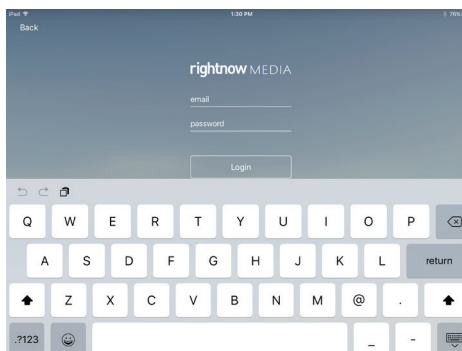 iPad 1:30 PM 76%
Back
rightnow MEDIA
email
password
Login
Q W E R T Y U I O P
A S D F G H J K L return
Z X C V B N M @ .
.?123 _ -